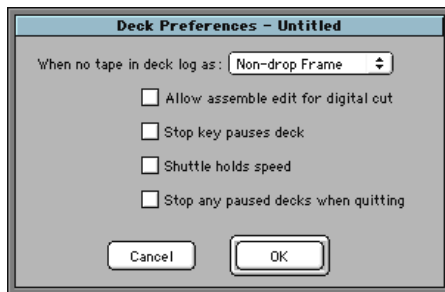 Deck Preferences - Untitled
When no tape in deck log as: Non-drop Frame
Allow assemble edit for digital cut
Stop key pauses deck
Shuttle holds speed
Stop any paused decks when quitting
Cancel OK